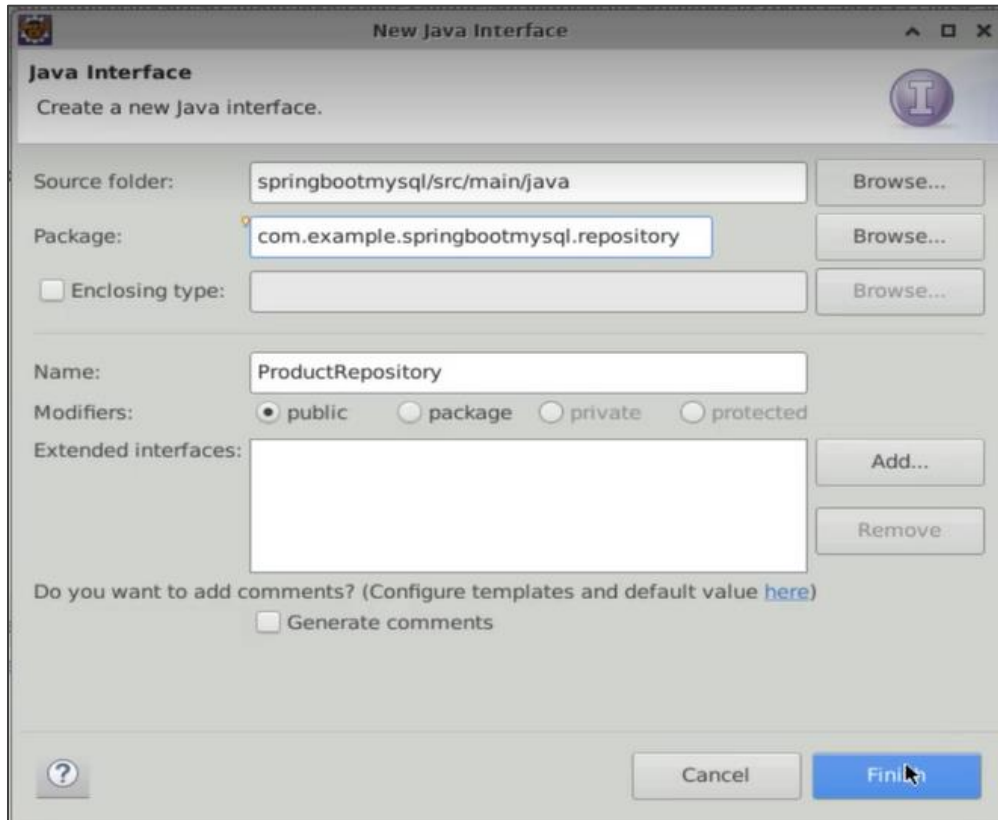 New Java Interface
Java Interface
Create a new Java interface.
Source folder: springbootmysql/src/main/java Browse...
Package: com.example.springbootmysql.repository Browse...
Enclosing type: Browse...
Name: ProductRepository
Modifiers: public package private protected
Extended interfaces: Add...
Remove
Do you want to add comments? (Configure templates and default value here)
Generate comments
? Cancel Finish